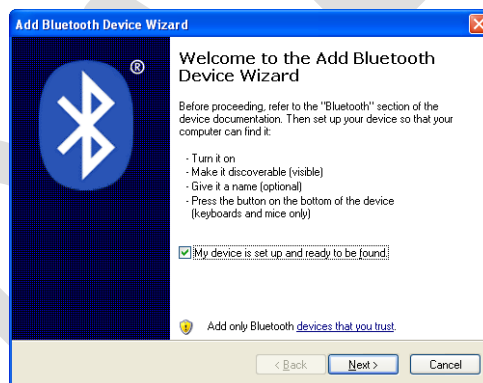 Add Bluetooth Device Wizard
®
Welcome to the Add Bluetooth
Device Wizard
Before proceeding, refer to the "Bluetooth" section of the
device documentation. Then set up your device so that your
computer can find it:
- Turn it on
- Make it discoverable (visible)
- Give it a name (optional)
- Press the button on the bottom of the device
(keyboards and mice only)
My device is set up and ready to be found.
Add only Bluetooth devices that you trust.
< Back
Next >
Cancel